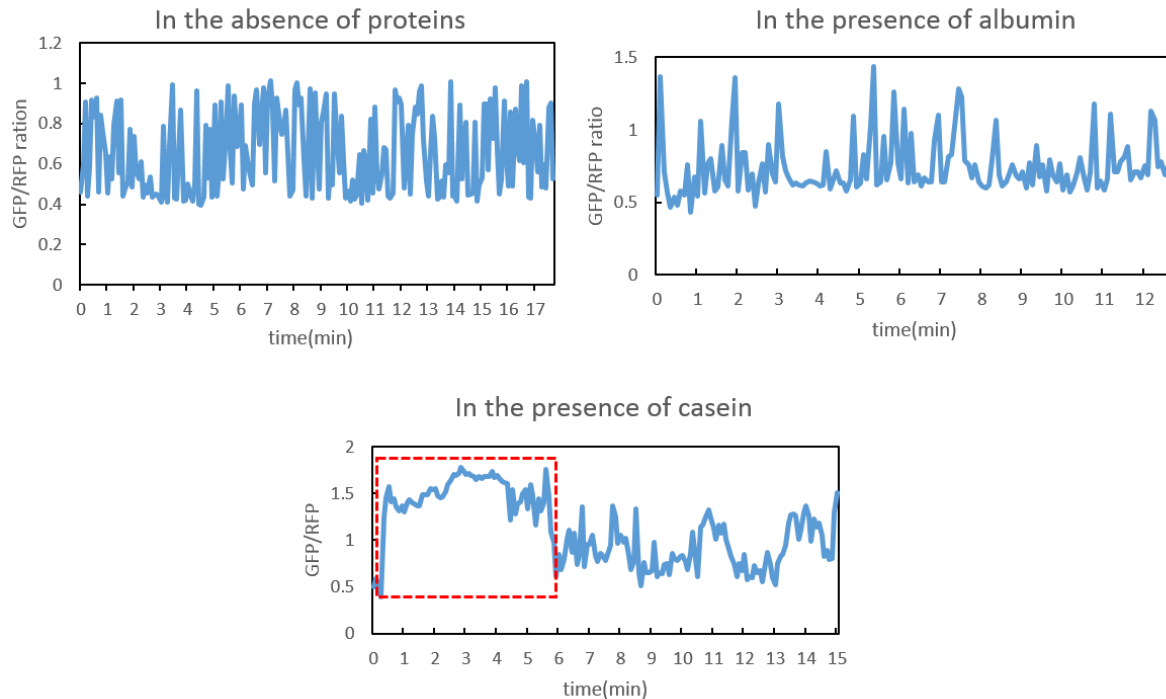 In the absence of proteins
1.2
1
0.8
0.6
0.4
0.2
0
GFP/RFP ration
0 1 2 3 4 5 6 7 8 9 10 11 12 13 14 15 16 17
time(min)
In the presence of albumin
1.5
1
0.5
0
GFP/RFP ratio
0 1 2 3 4 5 6 7 8 9 10 11 12
time(min)
In the presence of casein
2
1.5
1
0.5
0
GFP/RFP
0 1 2 3 4 5 6 7 8 9 10 11 12 13 14 15
time(min)